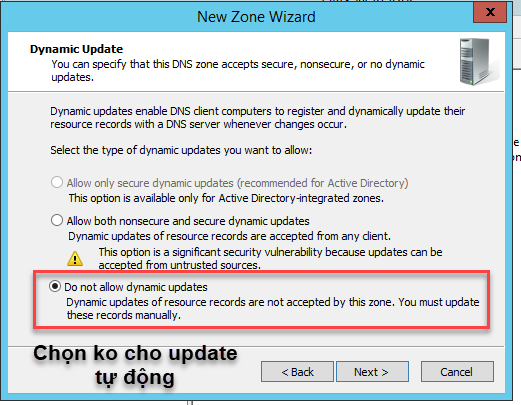 New Zone Wizard
Dynamic Update
You can specify that this DNS zone accepts secure, nonsecure, or no dynamic
updates.
Dynamic updates enable DNS client computers to register and dynamically update their
resource records with a DNS server whenever changes occur.
Select the type of dynamic updates you want to allow:
Allow only secure dynamic updates (recommended for Active Directory)
This option is available only for Active Directory-integrated zones.
Allow both nonsecure and secure dynamic updates
Dynamic updates of resource records are accepted from any client.
This option is a significant security vulnerability because updates can be
accepted from untrusted sources.
Do not allow dynamic updates
Dynamic updates of resource records are not accepted by this zone. You must update
these records manually.
Chọn ko cho update
tự động
< Back
Next >
Cancel